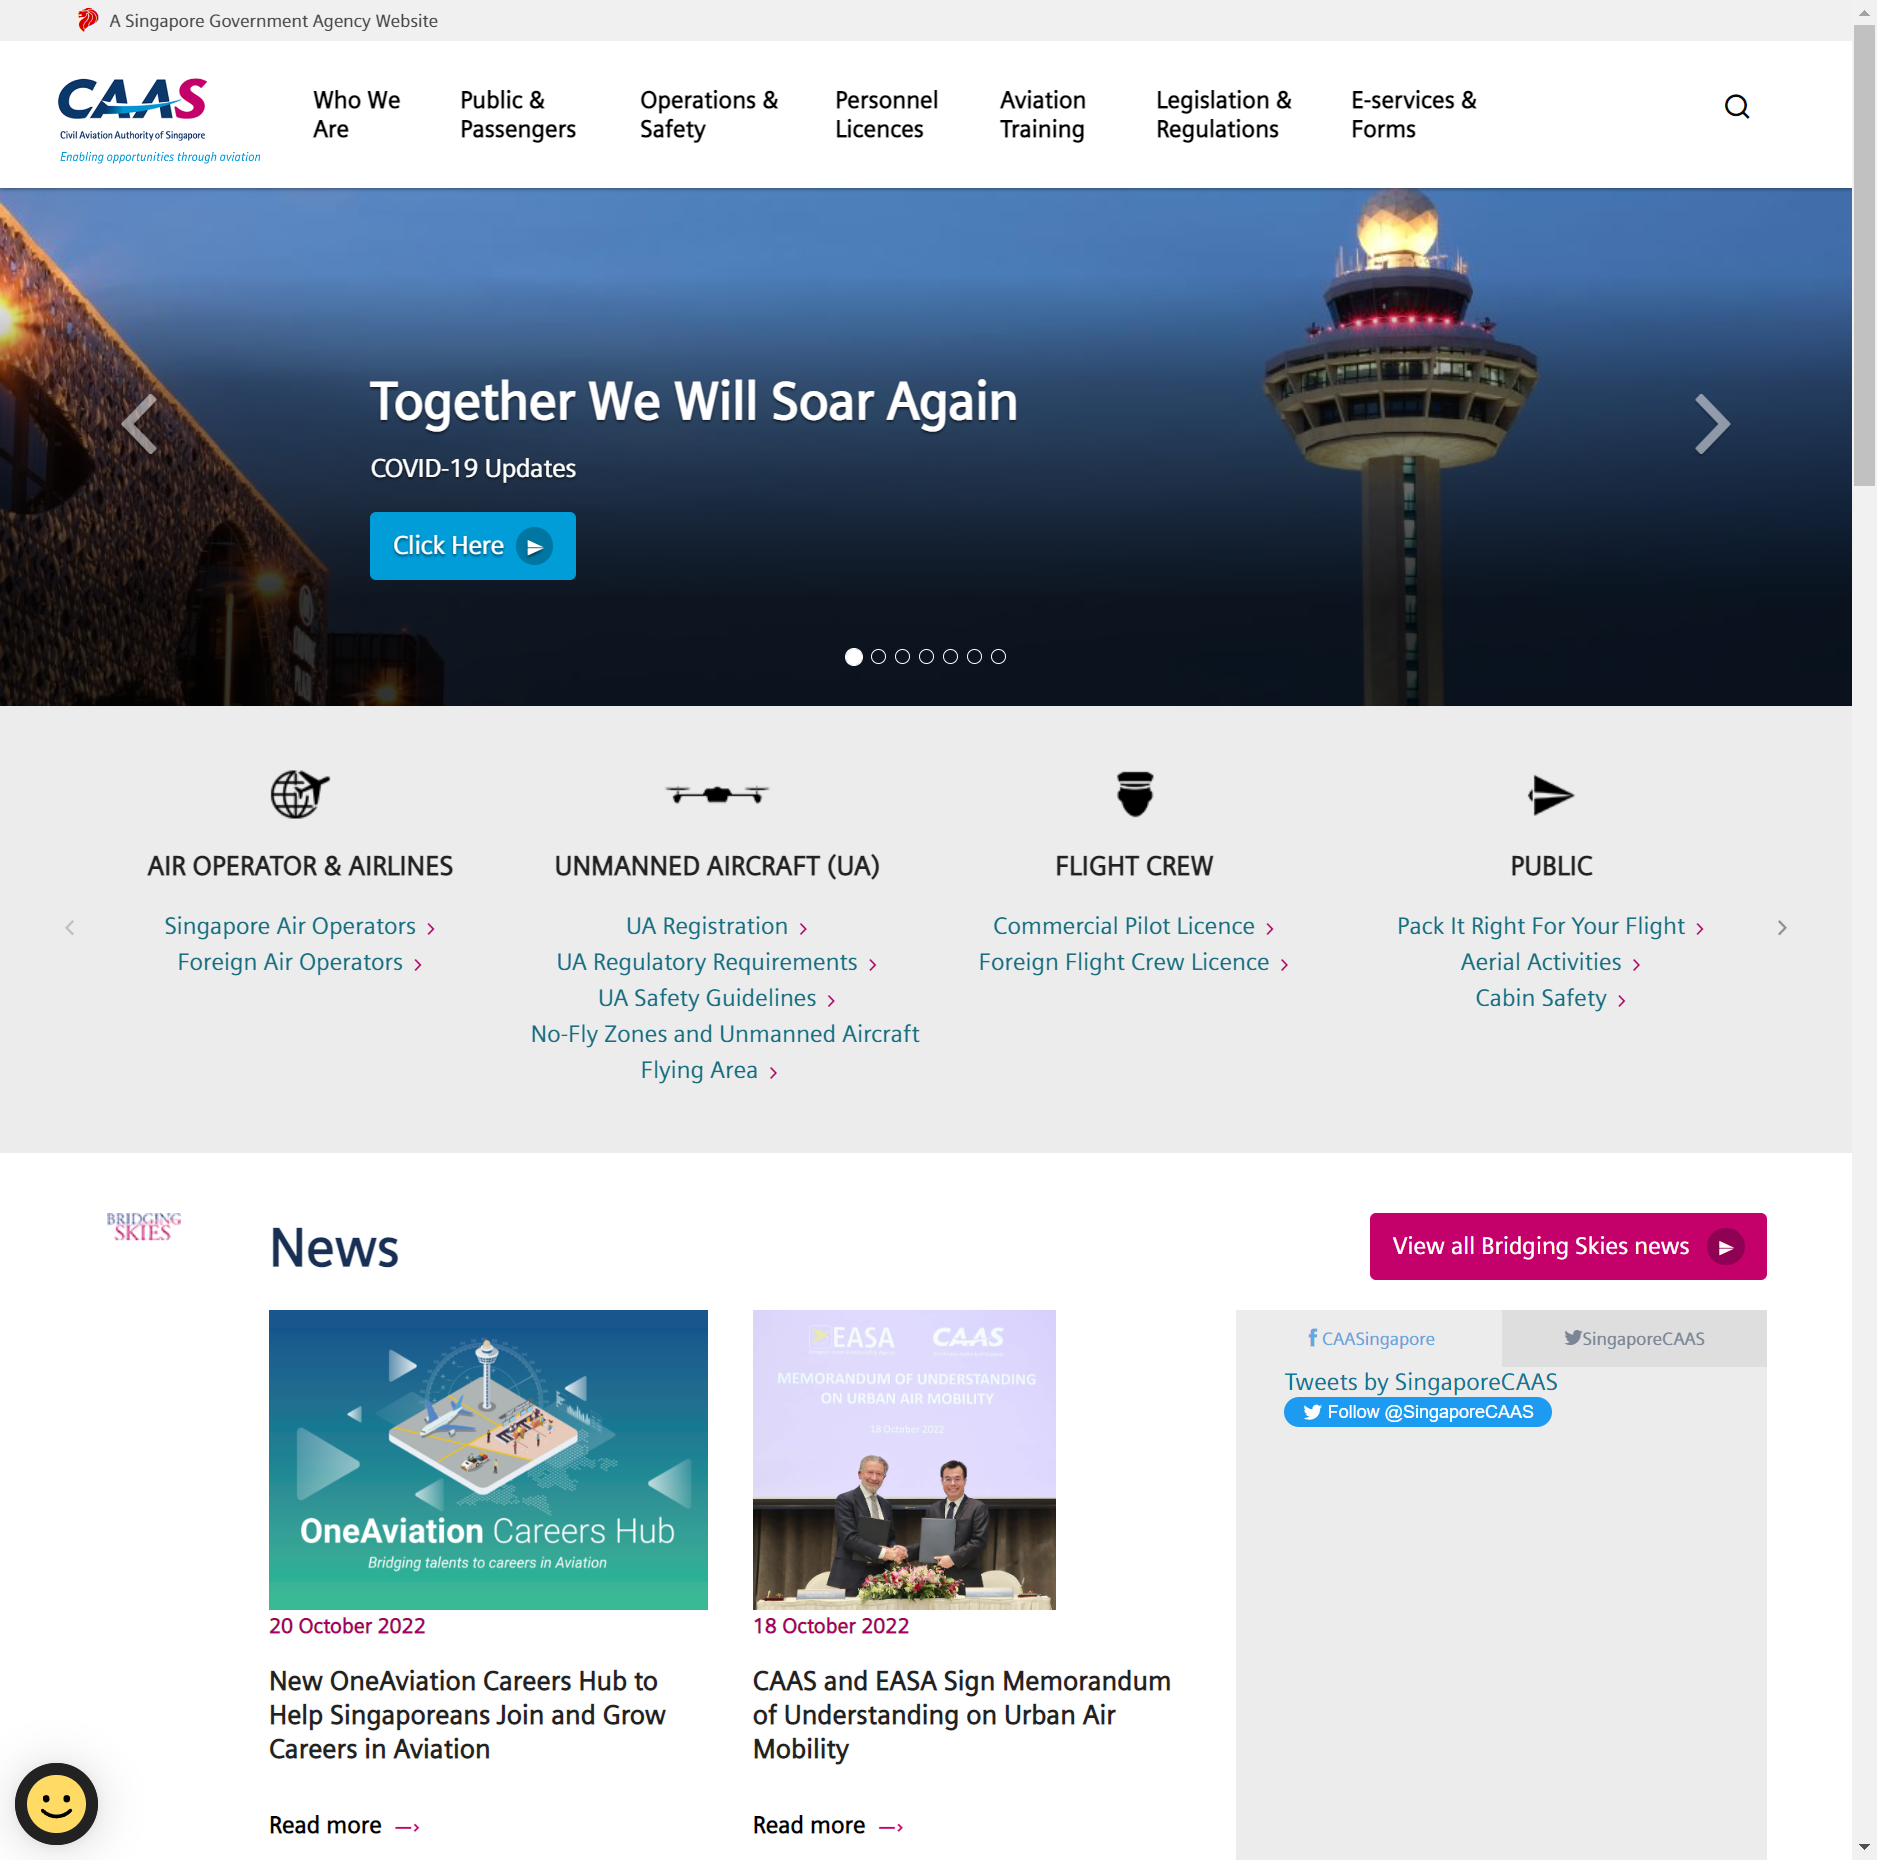 A Singapore Government Agency Website
CAAS
Civil Aviation Authority of Singapore
Enabling opportunities through aviation
Who We
Are
Public &
Passengers
Operations &
Safety
Personnel
Licences
Aviation
Training
Legislation &
Regulations
E-services &
Forms
Together We Will Soar Again
COVID-19 Updates
Click Here
AIR OPERATOR & AIRLINES
Singapore Air Operators
Foreign Air Operators
UNMANNED AIRCRAFT (UA)
UA Registration
UA Regulatory Requirements
UA Safety Guidelines
No-Fly Zones and Unmanned Aircraft
Flying Area
FLIGHT CREW
Commercial Pilot Licence
Foreign Flight Crew Licence
PUBLIC
Pack It Right For Your Flight
Aerial Activities
Cabin Safety
BRIDGING
SKIES
News
View all Bridging Skies news
OneAviation Careers Hub
Bridging talents to careers in Aviation
20 October 2022
New OneAviation Careers Hub to
Help Singaporeans Join and Grow
Careers in Aviation
Read more
EASA CAAS
MEMORANDUM OF UNDERSTANDING
ON URBAN AIR MOBILITY
18 October 2022
18 October 2022
CAAS and EASA Sign Memorandum
of Understanding on Urban Air
Mobility
Read more
CAASingapore
SingaporeCAAS
Tweets by SingaporeCAAS
Follow @SingaporeCAAS